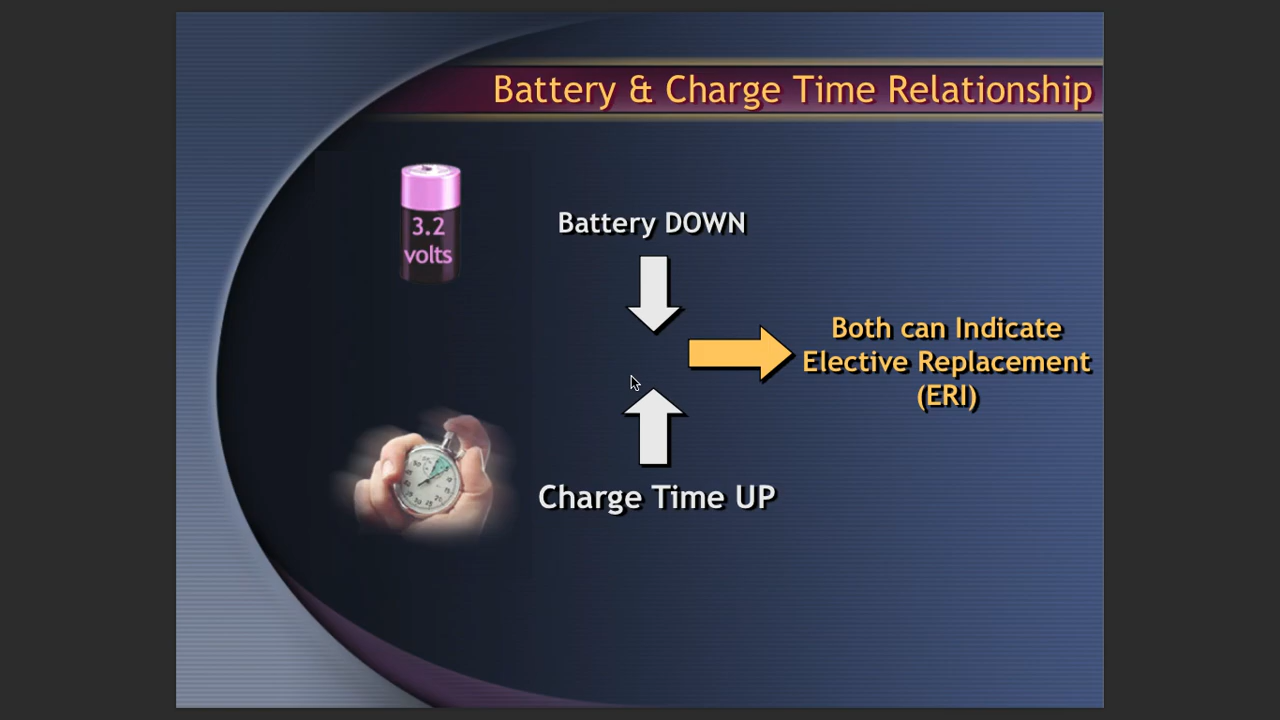 Battery & Charge Time Relationship
3.2
volts
Battery DOWN
Both can Indicate
Elective Replacement
(ERI)
Charge Time UP